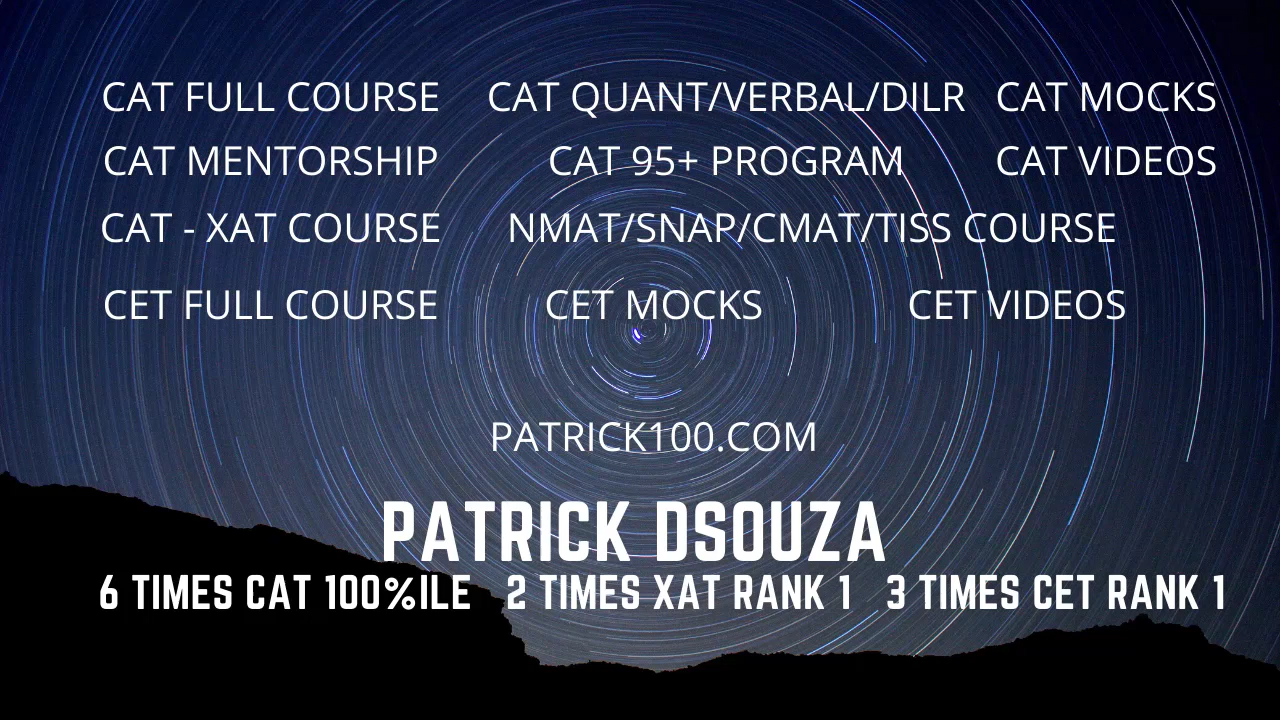 CAT FULL COURSE CAT QUANT/VERBAL/DILR CAT MOCKS
CAT MENTORSHIP CAT 95+ PROGRAM CAT VIDEOS
CAT - XAT COURSE NMAT/SNAP/CMAT/TISS COURSE
CET FULL COURSE CET MOCKS CET VIDEOS
PATRICK100.COM
PATRICK DSOUZA
6 TIMES CAT 100%ILE 2 TIMES XAT RANK 1 3 TIMES CET RANK 1